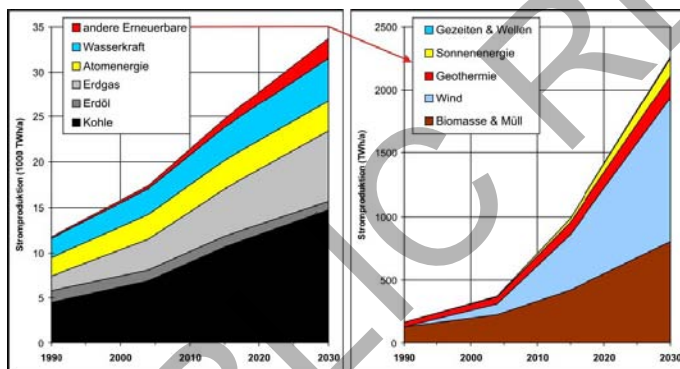 andere Erneuerbare
Wasserkraft
Atomenergie
Erdgas
Erdöl
Kohle
Stromproduktion (1000 TWh/a)
35
30
25
20
15
10
5
0
1990
2000
2010
2020
2030
Gezeiten & Wellen
Sonnenenergie
Geothermie
Wind
Biomasse & Müll
Stromproduktion (TWh/a)
2500
2000
1500
1000
500
0
1990
2000
2010
2020
2030